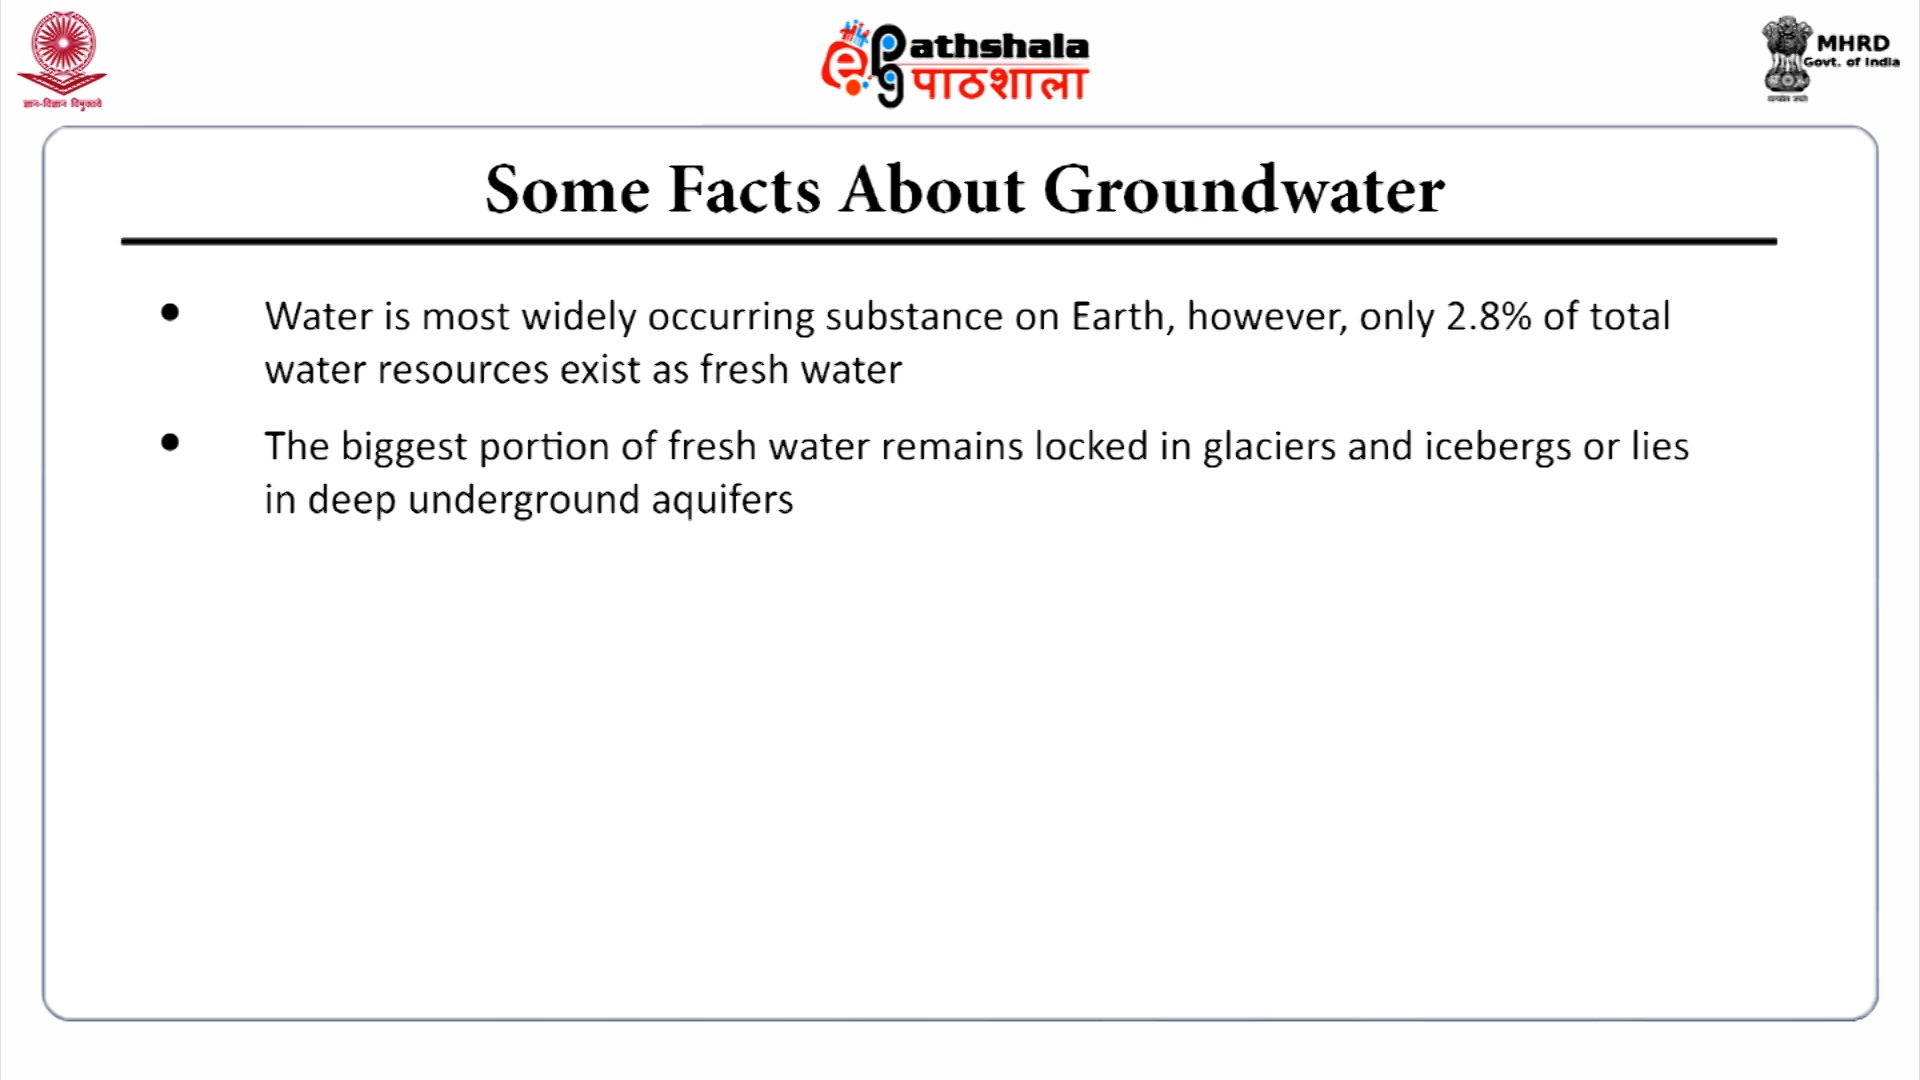 ज्ञान-विज्ञान विमुक्तये
ePathshala
पाठशाला
MHRD
Govt. of India
Some Facts About Groundwater
• Water is most widely occurring substance on Earth, however, only 2.8% of total
water resources exist as fresh water
• The biggest portion of fresh water remains locked in glaciers and icebergs or lies
in deep underground aquifers